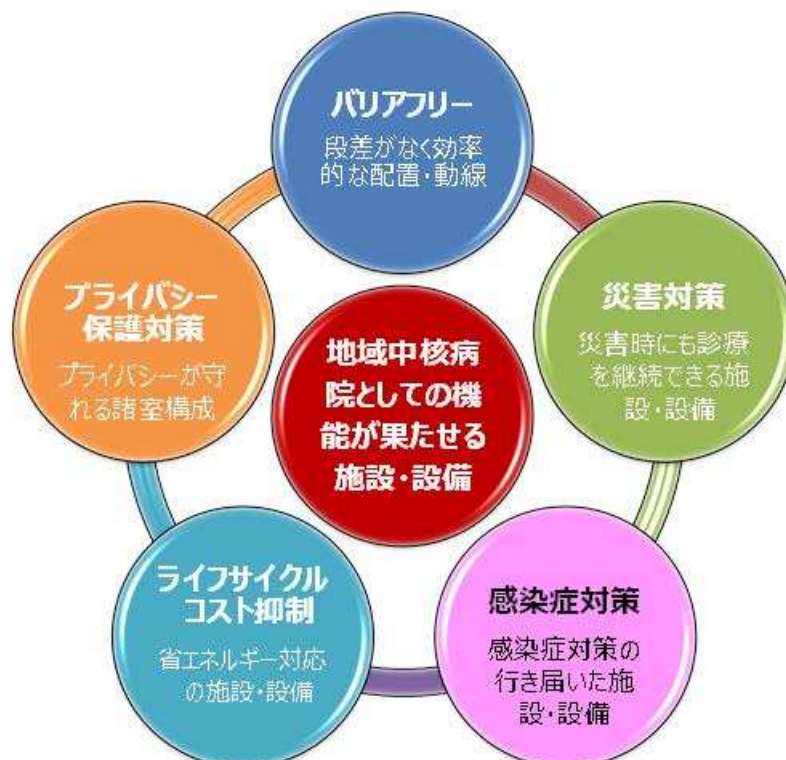 バリアフリー
段差がなく効率
的な配置・動線
プライバシー
保護対策
プライバシーが守
れる諸室構成
災害対策
災害時にも診療
を継続できる施
設・設備
地域中核病
院としての機
能が果たせる
施設・設備
ライフサイクル
コスト抑制
省エネルギー対応
の施設・設備
感染症対策
感染症対策の
行き届いた施
設・設備